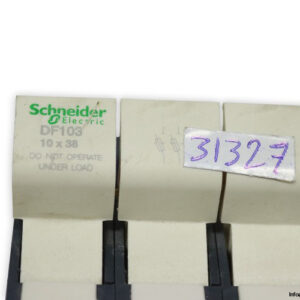 Schneider
Electric
DF103
10 x 38
DO NOT OPERATE
UNDER LOAD
31327